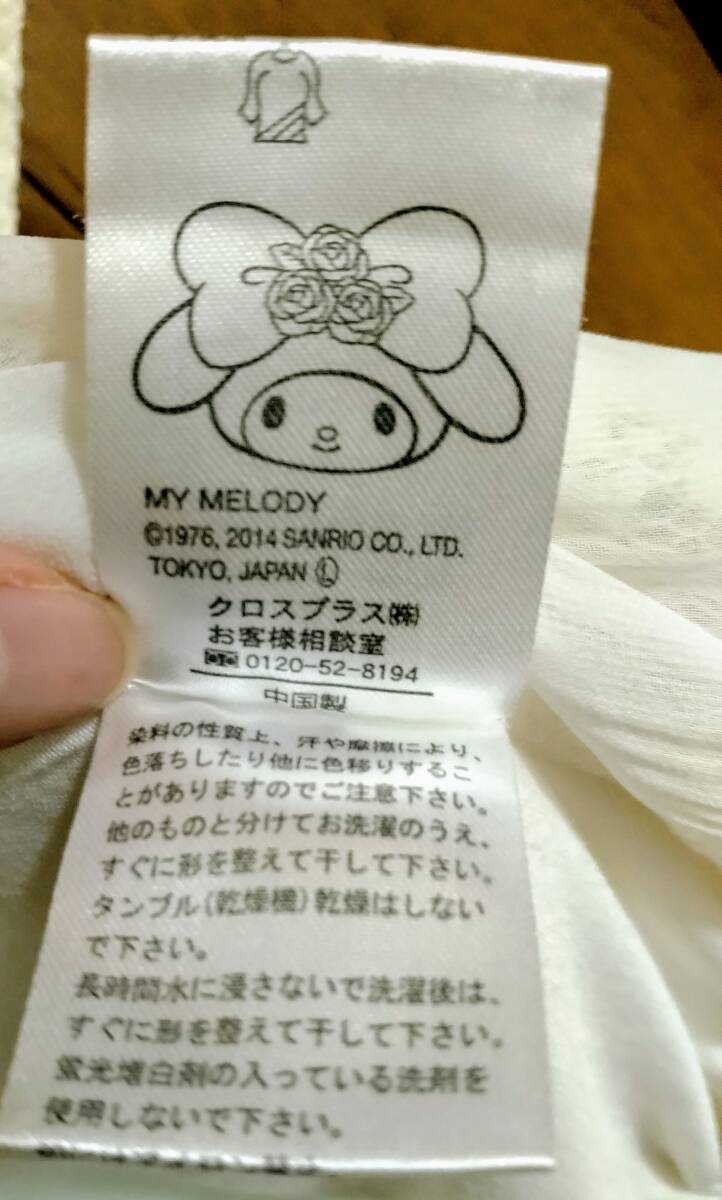 MY MELODY
©1976, 2014 SANRIO CO., LTD.
TOKYO, JAPAN Ⓛ
クロスプラス㈱
お客様相談室
0120-52-8194
中国製
染料の性質上、汗や摩擦により、
色落ちしたり他に色移りするこ
とがありますのでご注意下さい。
他のものと分けてお洗濯のうえ、
すぐに形を整えて干して下さい。
タンブル(乾燥機)乾燥はしない
で下さい。
長時間水に浸さないで洗濯後は、
すぐに形を整えて干して下さい。
蛍光増白剤の入っている洗剤を
使用しないで下さい。